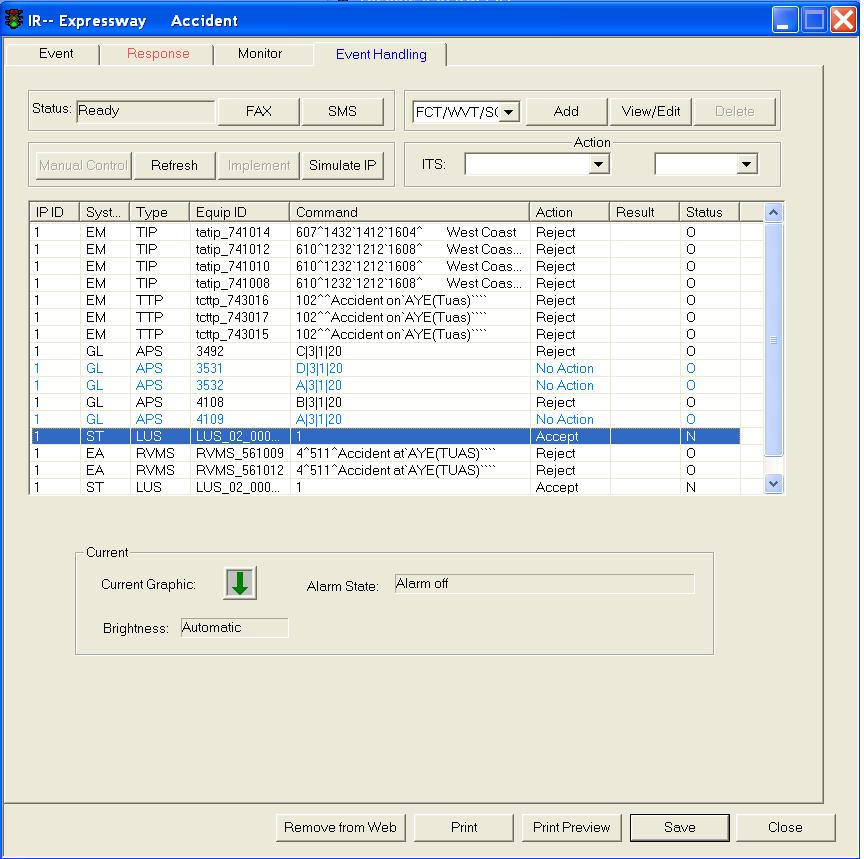 IR-- Expressway Accident
Event Response Monitor Event Handling
Status: Ready FAX SMS FCT/WVT/SC Add View/Edit Delete
Action
Manual Control Refresh Implement Simulate IP ITS:
IP ID Syst... Type Equip ID Command Action Result Status
1 EM TIP tatip_741014 607^1432`1412`1604^ West Coast Reject O
1 EM TIP tatip_741012 610^1232`1212`1608^ West Coas... Reject O
1 EM TIP tatip_741010 610^1232`1212`1608^ West Coas... Reject O
1 EM TIP tatip_741008 610^1232`1212`1608^ West Coas... Reject O
1 EM TTP tcttp_743016 102^^Accident on`AYE(Tuas)```` Reject O
1 EM TTP tcttp_743017 102^^Accident on`AYE(Tuas)```` Reject O
1 EM TTP tcttp_743015 102^^Accident on`AYE(Tuas)```` Reject O
1 GL APS 3492 C|3|1|20 Reject O
1 GL APS 3531 D|3|1|20 No Action O
1 GL APS 3532 A|3|1|20 No Action O
1 GL APS 4108 B|3|1|20 Reject O
1 GL APS 4109 A|3|1|20 No Action O
1 ST LUS LUS_02_000... 1 Accept N
1 EA RVMS RVMS_561009 4^511^Accident at`AYE(TUAS)```` Reject O
1 EA RVMS RVMS_561012 4^511^Accident at`AYE(TUAS)```` Reject O
1 ST LUS LUS_02_000... 1 Accept N
Current
Current Graphic: Alarm State: Alarm off
Brightness: Automatic
Remove from Web Print Print Preview Save Close